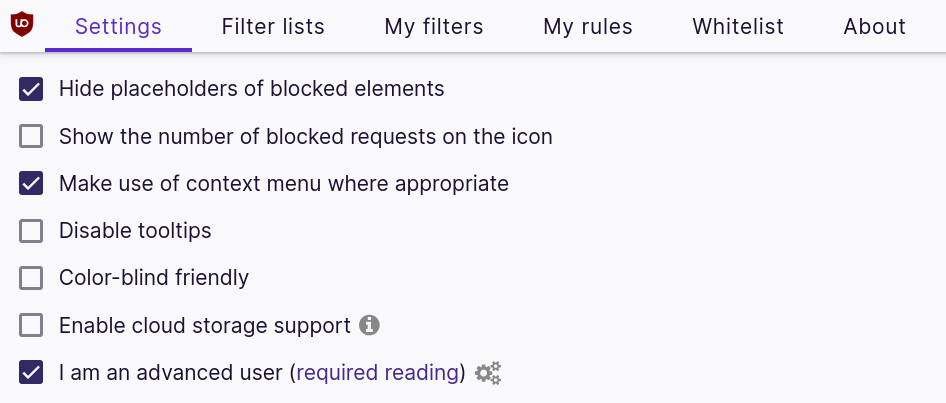 Settings Filter lists My filters My rules Whitelist About
Hide placeholders of blocked elements
Show the number of blocked requests on the icon
Make use of context menu where appropriate
Disable tooltips
Color-blind friendly
Enable cloud storage support
I am an advanced user (required reading)